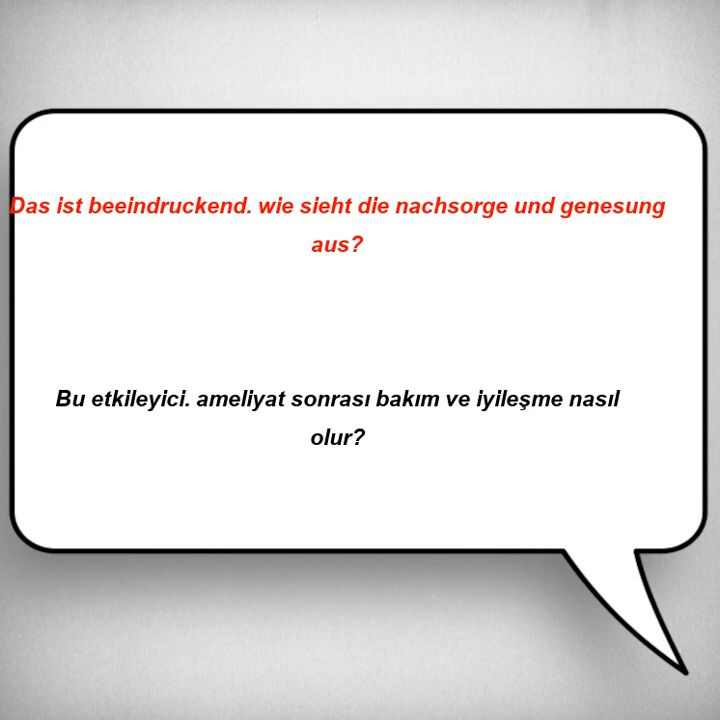 Das ist beeindruckend. wie sieht die nachsorge und genesung
aus?
Bu etkileyici. ameliyat sonrası bakım ve iyileşme nasıl
olur?